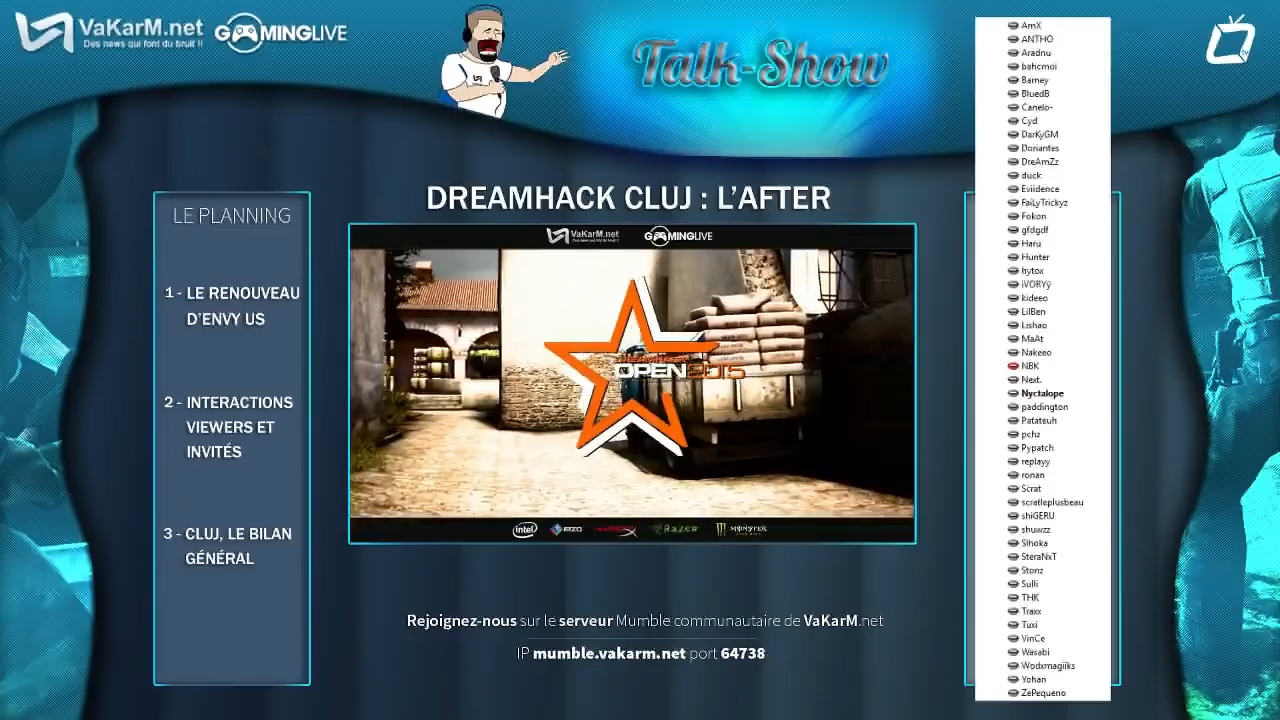 VaKarM.net
Des news qui font du bruit !!
GAMINGLIVE
Talk-Show
tv
LE PLANNING
1 - LE RENOUVEAU
D'ENVY US
2 - INTERACTIONS
VIEWERS ET
INVITÉS
3 - CLUJ, LE BILAN
GÉNÉRAL
DREAMHACK CLUJ : L'AFTER
VaKarM.net
GAMINGLIVE
OPEN2015
intel
RAZER
MONSTER
Rejoignez-nous sur le serveur Mumble communautaire de VaKarM.net
IP mumble.vakarm.net port 64738
AmX
ANTHO
Aradnu
bahcmoi
Barney
BluedB
Canelo-
Cyd
DarKyGM
Doriantes
DreAmZz
duck
Eviidence
FaiLyTrickyz
Fokon
gfdgdf
Haru
Hunter
hytox
iVORYy
kideeo
LilBen
Lishao
MaAt
Nakeeo
NBK
Next.
Nyctalope
paddington
Patateuh
pchz
Pypatch
replayy
ronan
Scrat
scratleplusbeau
shiGERU
shuwzz
Slhoka
SteraNxT
Stonz
Sulli
THK
Traxx
Tuxi
VinCe
Wasabi
Wodxmagiiks
Yohan
ZePequeno